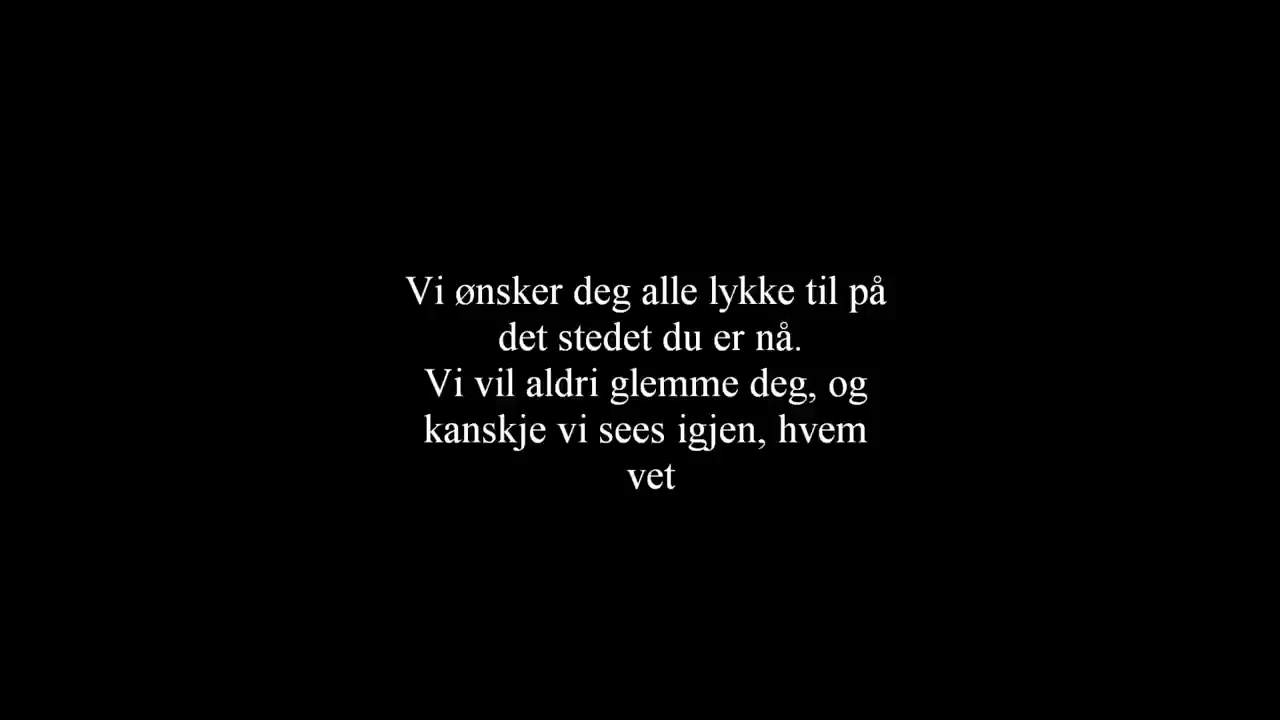 Vi ønsker deg alle lykke til på
det stedet du er nå.
Vi vil aldri glemme deg, og
kanskje vi sees igjen, hvem
vet